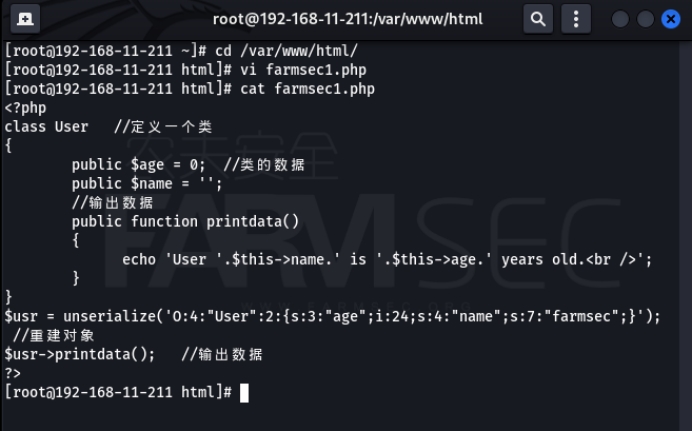 root@192-168-11-211:/var/www/html
[root@192-168-11-211 ~]# cd /var/www/html/
[root@192-168-11-211 html]# vi farmsec1.php
[root@192-168-11-211 html]# cat farmsec1.php
<?php
class User   //定义一个类
{
        public $age = 0;  //类的数据
        public $name = '';
        //输出数据
        public function printdata()
        {
              echo 'User '.$this->name.' is '.$this->age.' years old.<br />';
        }
}
$usr = unserialize('O:4:"User":2:{s:3:"age";i:24;s:4:"name";s:7:"farmsec";}');
 //重建对象
$usr->printdata();   //输出数据
?>
[root@192-168-11-211 html]#
农夫安全
FARMSEC
WWW.FARMSEC.ORG